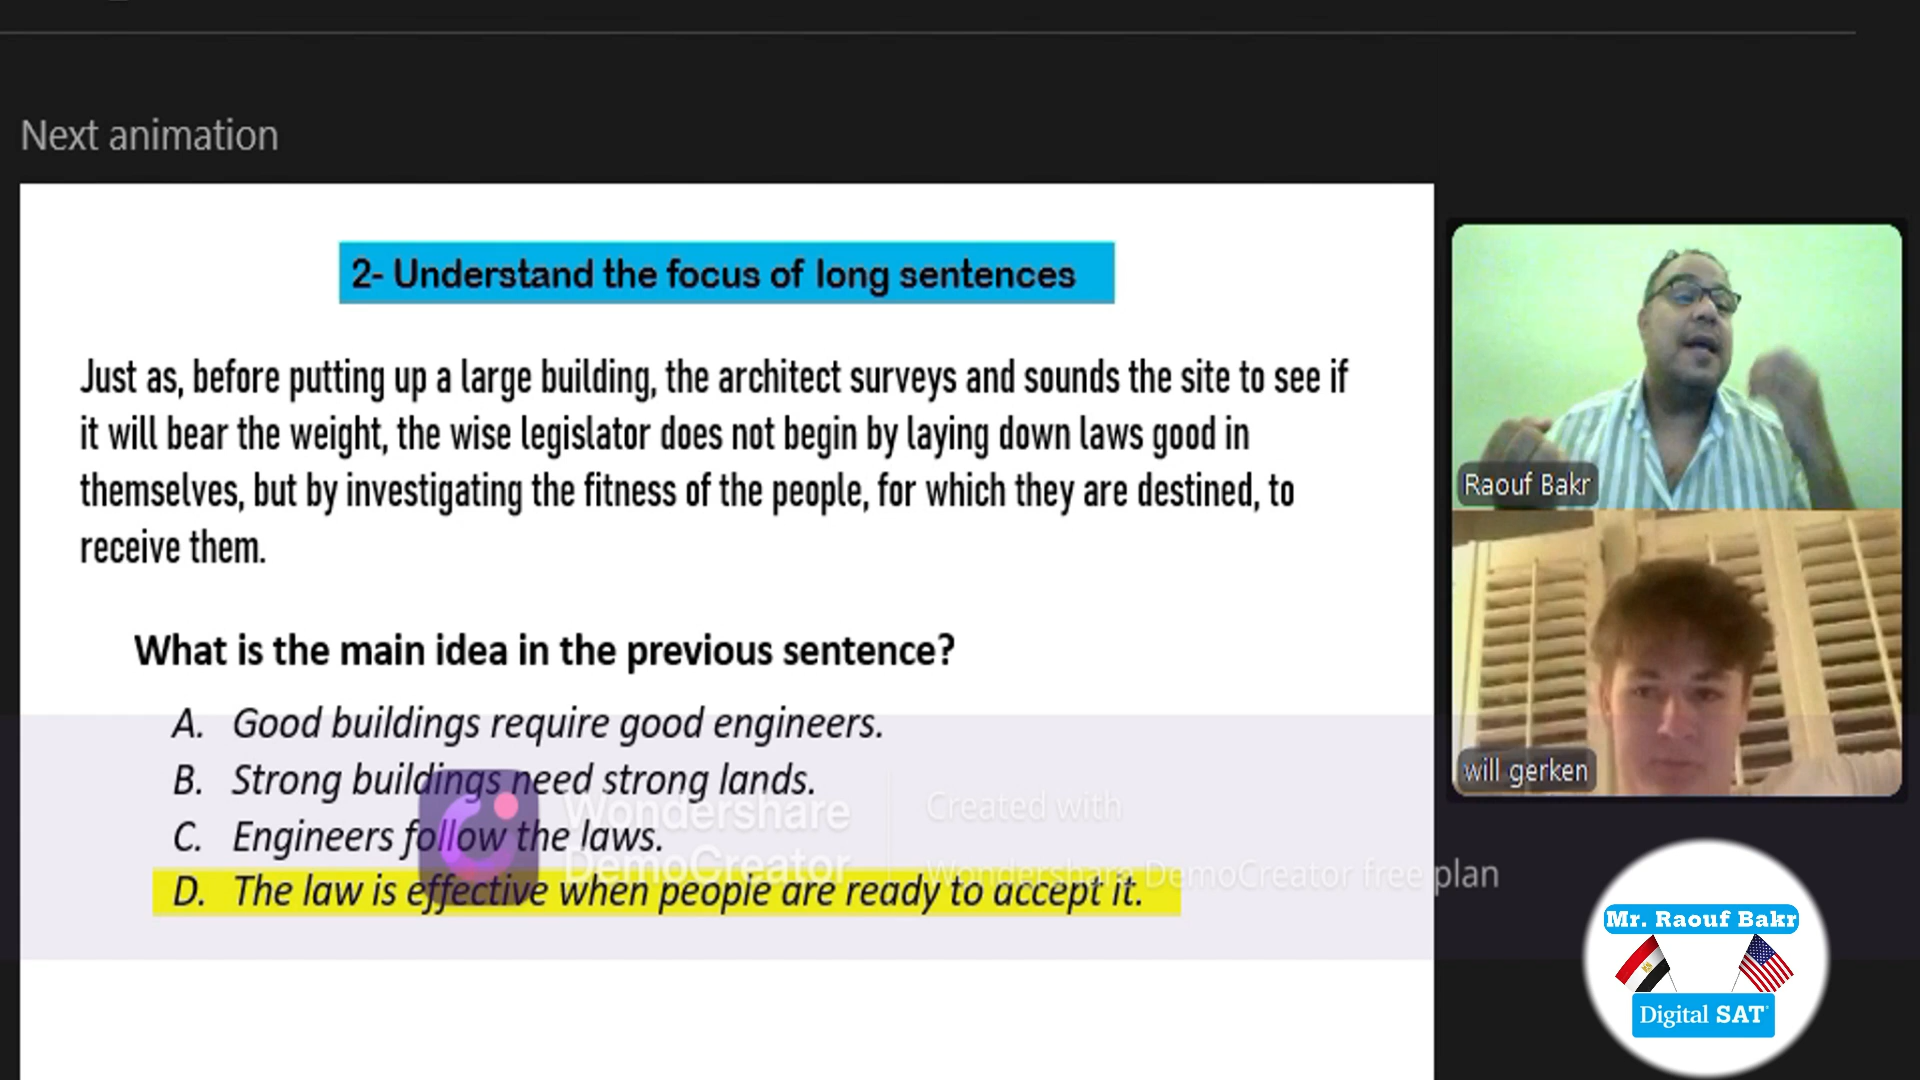 Next animation
2- Understand the focus of long sentences
Just as, before putting up a large building, the architect surveys and sounds the site to see if
it will bear the weight, the wise legislator does not begin by laying down laws good in
themselves, but by investigating the fitness of the people, for which they are destined, to
receive them.
What is the main idea in the previous sentence?
A. Good buildings require good engineers.
B. Strong buildings need strong lands.
C. Engineers follow the laws.
D. The law is effective when people are ready to accept it.
Wondershare
DemoCreator
Created with
Wondershare DemoCreator free plan
Raouf Bakr
will gerken
Mr. Raouf Bakr
Digital SAT